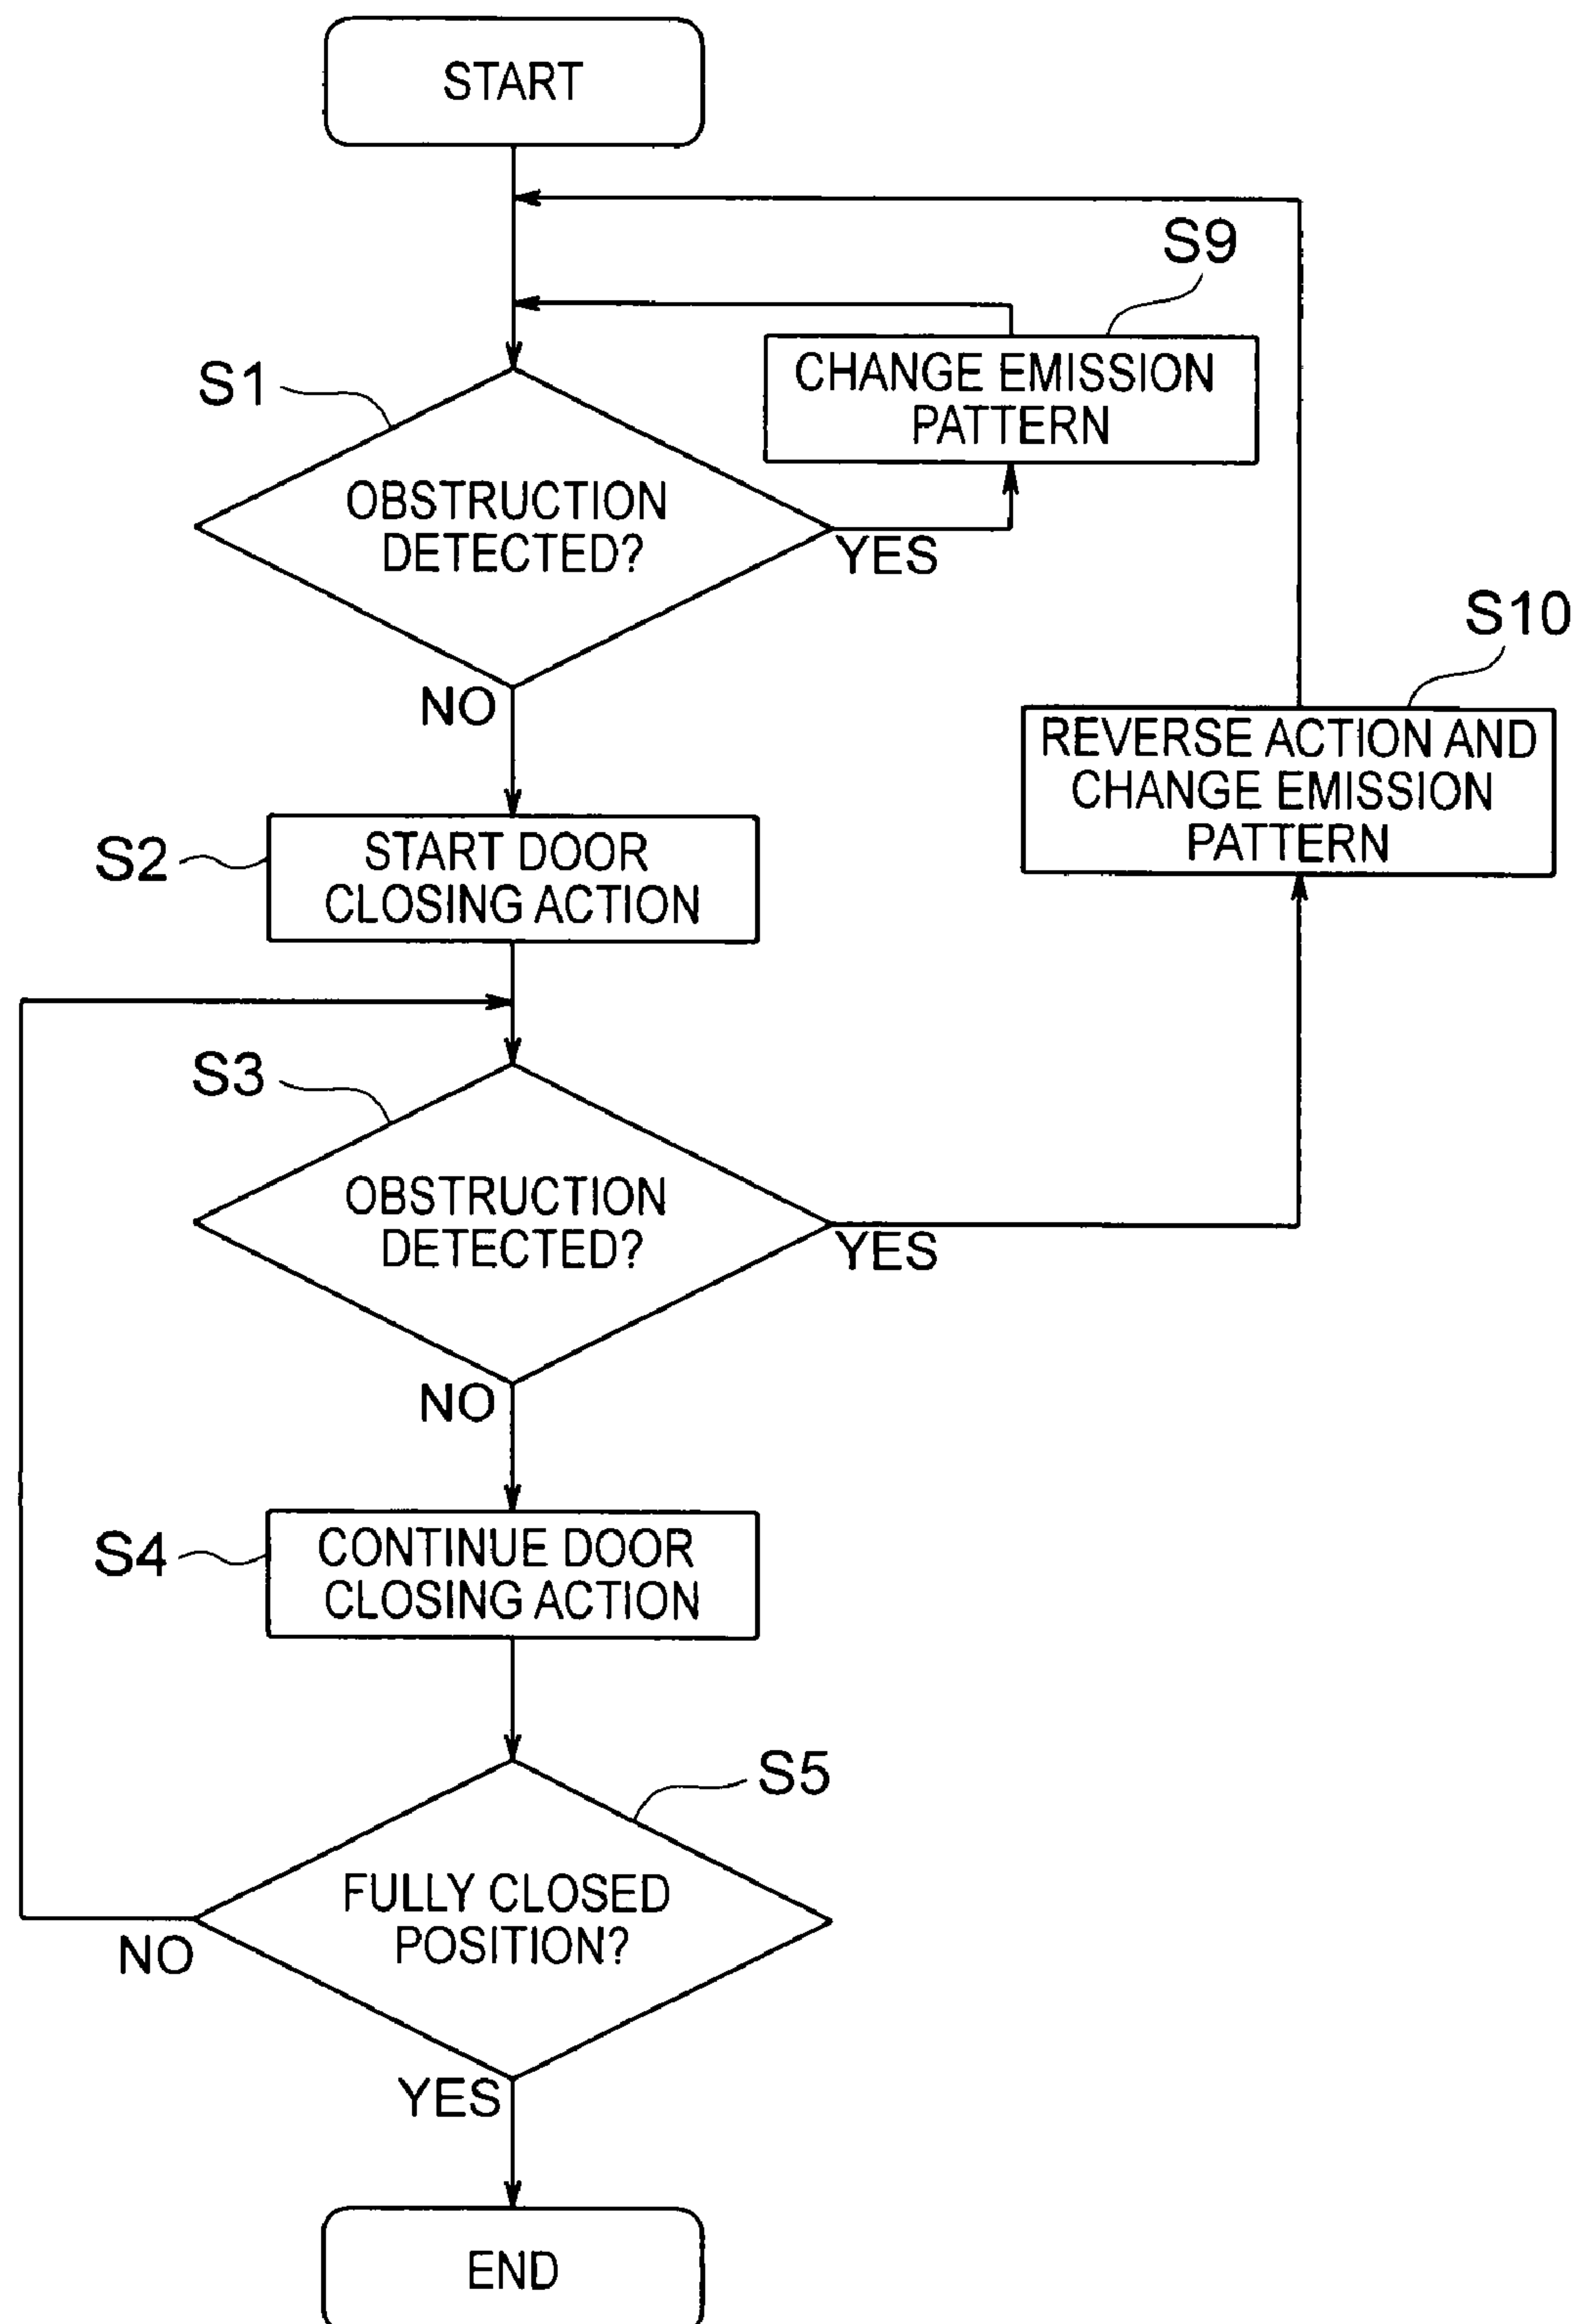 START
S9
CHANGE EMISSION
PATTERN
S1
OBSTRUCTION
DETECTED?
YES
NO
S10
REVERSE ACTION AND
CHANGE EMISSION
PATTERN
S2
START DOOR
CLOSING ACTION
S3
OBSTRUCTION
DETECTED?
YES
NO
S4
CONTINUE DOOR
CLOSING ACTION
S5
FULLY CLOSED
POSITION?
NO
YES
END